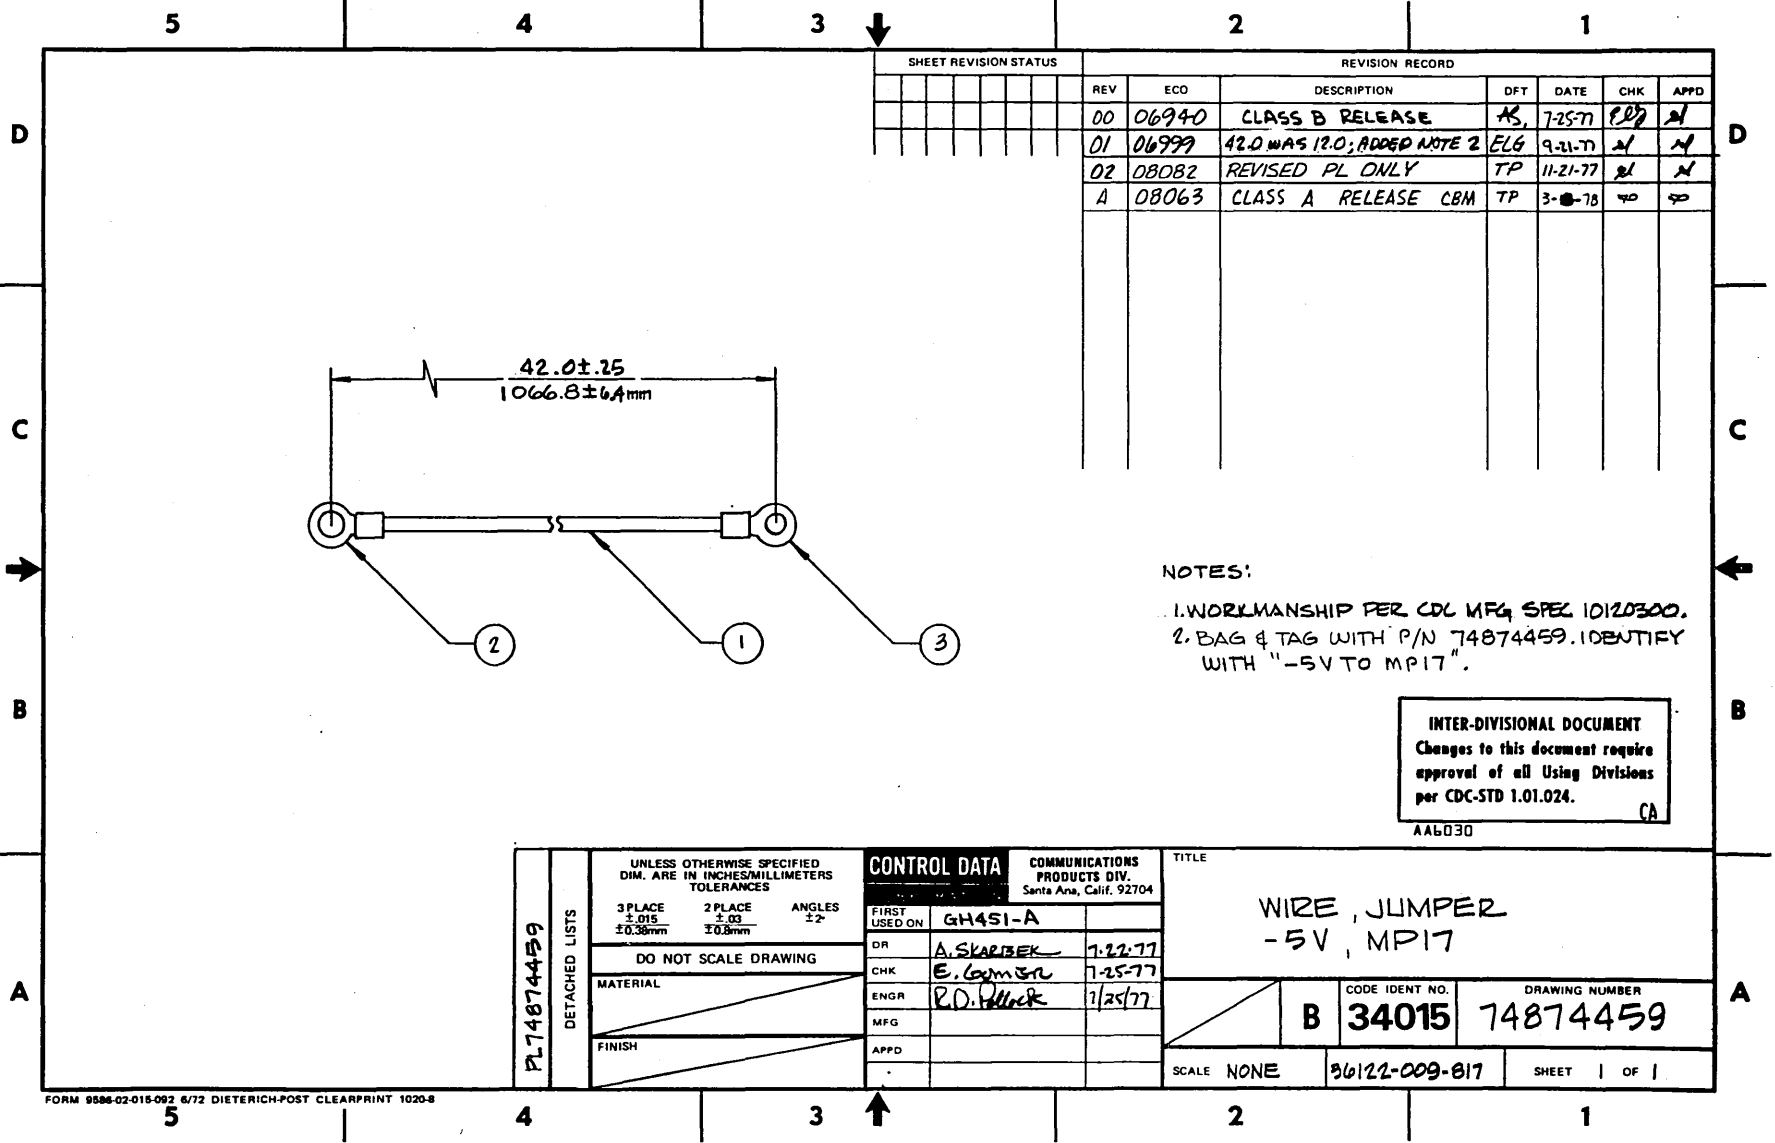 5 4 3 2 1
SHEET REVISION STATUS
REVISION RECORD
REV ECO DESCRIPTION DFT DATE CHK APPD
00 06940 CLASS B RELEASE AS, 7-25-77
01 06999 42.0 WAS 12.0; ADDED NOTE 2 ELG 9-21-77
02 08082 REVISED PL ONLY TP 11-21-77
A 08063 CLASS A RELEASE CBM TP 3- -78
D D
42.0±.25
1066.8±6.4mm
C C
2 1 3
NOTES:
1. WORKMANSHIP PER CDC MFG SPEC 10120300.
2. BAG & TAG WITH P/N 74874459. IDENTIFY
WITH "-5V TO MP17".
B B
INTER-DIVISIONAL DOCUMENT
Changes to this document require
approval of all Using Divisions
per CDC-STD 1.01.024.
CA
AA6030
PL74874459
DETACHED LISTS
UNLESS OTHERWISE SPECIFIED
DIM. ARE IN INCHES/MILLIMETERS
TOLERANCES
3 PLACE 2 PLACE ANGLES
±.015 ±.03 ±2°
±0.38mm ±0.8mm
DO NOT SCALE DRAWING
MATERIAL
FINISH
CONTROL DATA
COMMUNICATIONS
PRODUCTS DIV.
Santa Ana, Calif. 92704
FIRST
USED ON GH451-A
DR A. SKARBEK 7-22-77
CHK E. 7-25-77
ENGR R.D. Pollock 7/25/77
MFG
APPD
TITLE
WIRE, JUMPER
-5V, MP17
B
CODE IDENT NO.
34015
DRAWING NUMBER
74874459
SCALE NONE
36122-009-817
SHEET 1 OF 1
A A
FORM 9586-02-015-092 6/72 DIETERICH-POST CLEARPRINT 1020-8
5 4 3 2 1